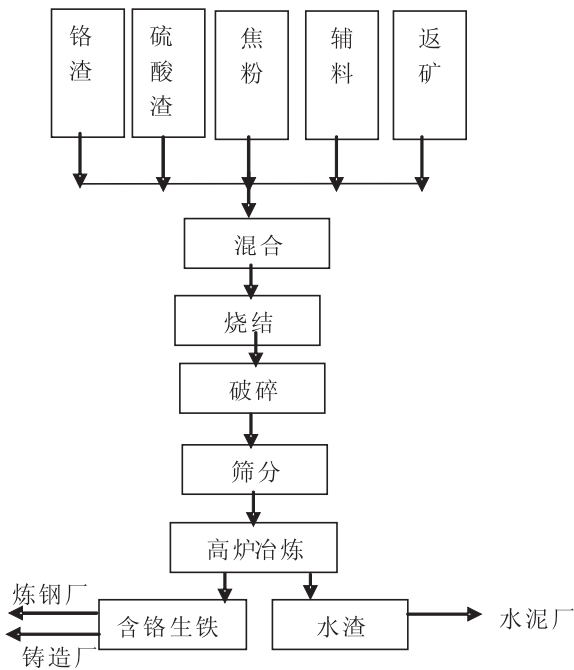 铬
渣
硫
酸
渣
焦
粉
辅
料
返
矿
混合
烧结
破碎
筛分
高炉冶炼
炼钢厂
含铬生铁
水渣
水泥厂
铸造厂